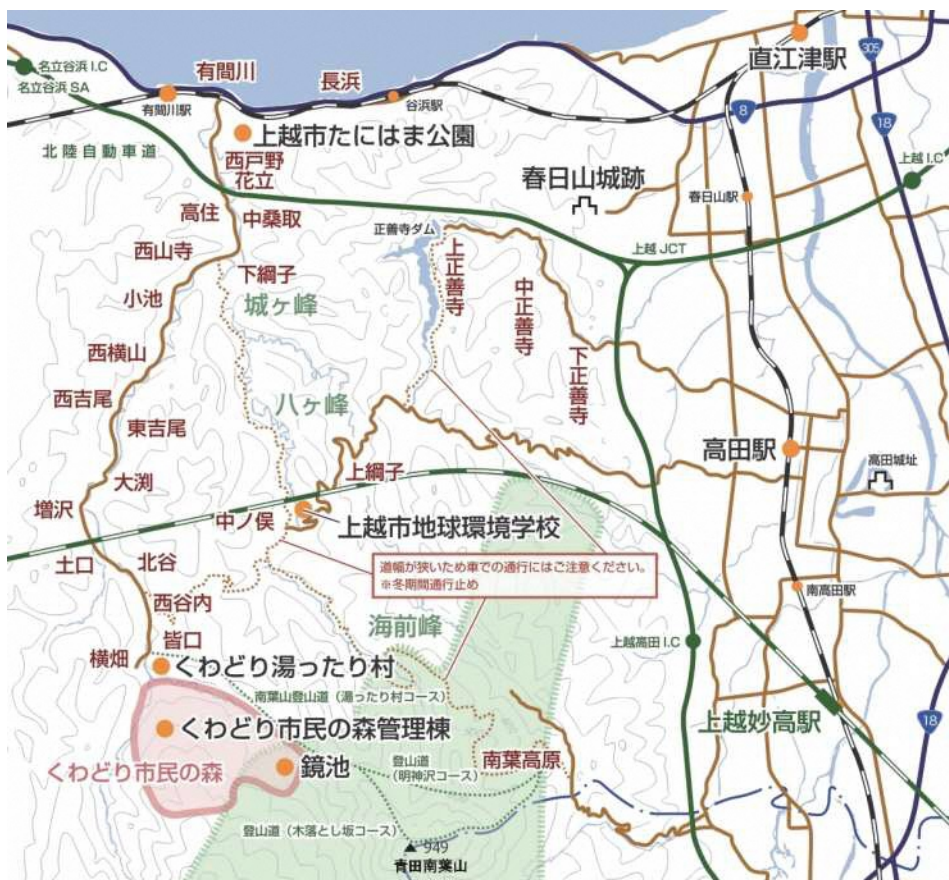 名立谷浜 I.C
名立谷浜 SA
有間川
有間川駅
長浜
谷浜駅
直江津駅
305
8
18
上越市たにはま公園
北陸自動車道
西戸野
花立
春日山城跡
春日山駅
上越 I.C
高住
中桑取
正善寺ダム
上越 JCT
西山寺
下綱子
上正善寺
城ヶ峰
小池
中正善寺
西横山
下正善寺
西吉尾
八ヶ峰
東吉尾
高田駅
高田城址
大渕
上綱子
増沢
中ノ俣
上越市地球環境学校
土口
北谷
道幅が狭いため車での通行にはご注意ください。
※冬期間通行止め
南高田駅
西谷内
海前峰
皆口
上越高田 I.C
横畑
くわどり湯ったり村
南葉山登山道（湯ったり村コース）
上越妙高駅
18
くわどり市民の森管理棟
くわどり市民の森
鏡池
登山道
（明神沢コース）
南葉高原
登山道（木落とし坂コース）
949
青田南葉山